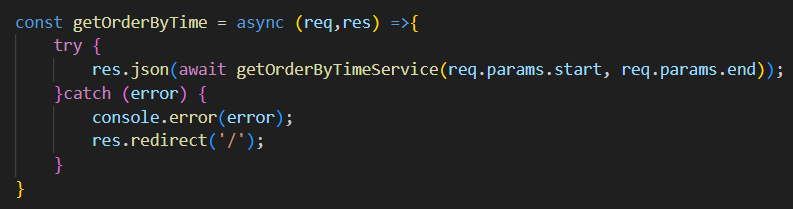 const getOrderByTime = async (req,res) =>{
    try {
        res.json(await getOrderByTimeService(req.params.start, req.params.end));
    }catch (error) {
        console.error(error);
        res.redirect('/');
    }
}